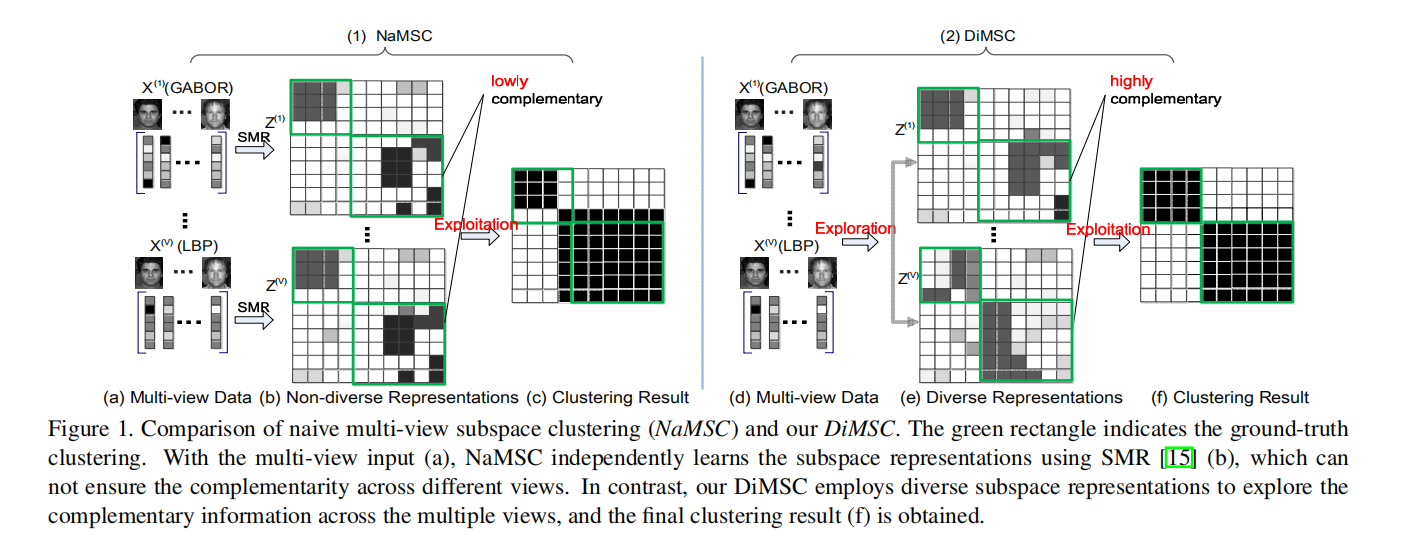 (1) NaMSC
X(1)(GABOR)
Z(1)
SMR
lowly
complementary
X(V)(LBP)
Z(V)
SMR
Exploitation
(a) Multi-view Data (b) Non-diverse Representations (c) Clustering Result
(2) DiMSC
X(1)(GABOR)
Z(1)
highly
complementary
Exploration
X(V)(LBP)
Z(V)
Exploitation
(d) Multi-view Data (e) Diverse Representations (f) Clustering Result
Figure 1. Comparison of naive multi-view subspace clustering (NaMSC) and our DiMSC. The green rectangle indicates the ground-truth
clustering. With the multi-view input (a), NaMSC independently learns the subspace representations using SMR [15] (b), which can
not ensure the complementarity across different views. In contrast, our DiMSC employs diverse subspace representations to explore the
complementary information across the multiple views, and the final clustering result (f) is obtained.